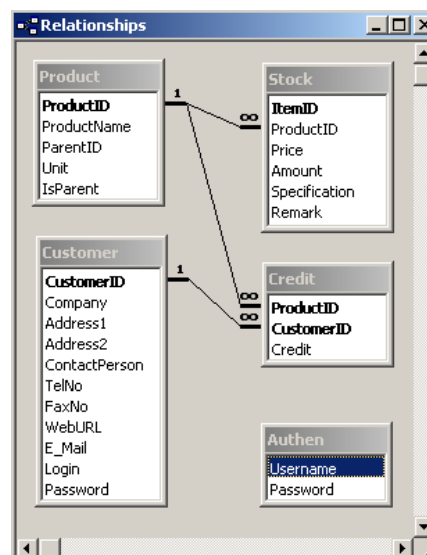 Relationships
Product
ProductID
ProductName
ParentID
Unit
IsParent
1
∞
Stock
ItemID
ProductID
Price
Amount
Specification
Remark
Customer
CustomerID
Company
Address1
Address2
ContactPerson
TelNo
FaxNo
WebURL
E_Mail
Login
Password
1
∞
∞
Credit
ProductID
CustomerID
Credit
Authen
Username
Password